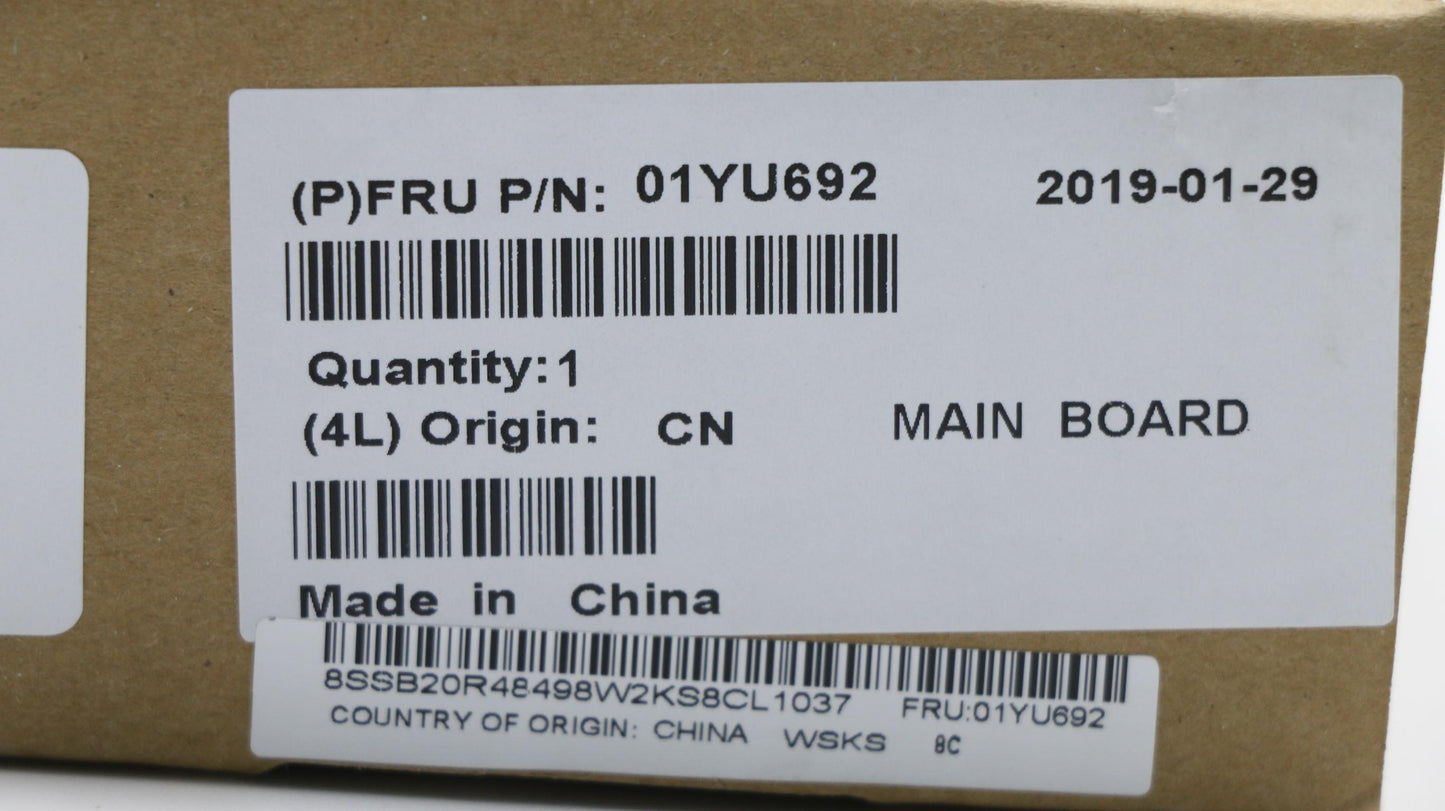 (P)FRU P/N: 01YU692 2019-01-29
Quantity:1
(4L) Origin: CN MAIN BOARD
Made in China
8SSB20R48498W2KS8CL1037 FRU:01YU692
COUNTRY OF ORIGIN: CHINA WSKS 8C